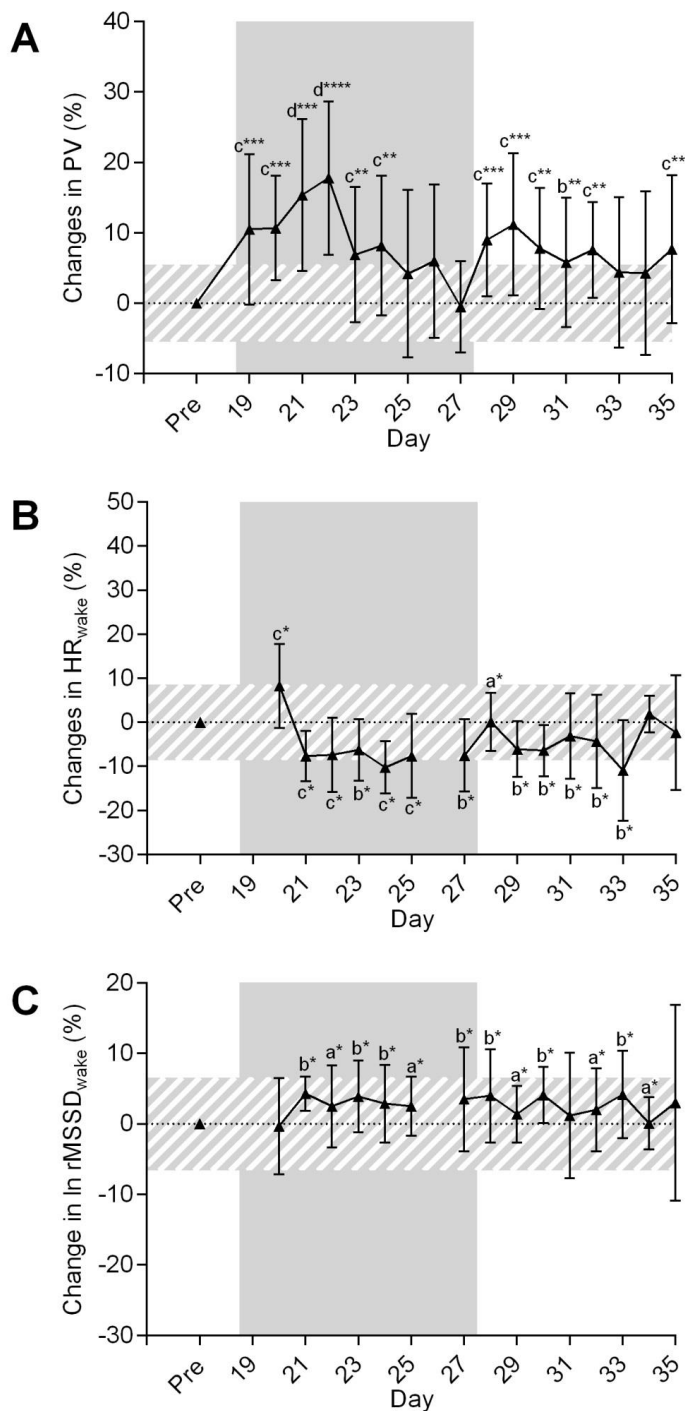 A
Changes in PV (%)
40
30
20
10
0
-10
c***
c***
d***
d****
c**
c**
c***
c***
c**
b**
c**
c**
Pre
19
21
23
25
27
29
31
33
35
Day
B
Changes in HRwake (%)
50
40
30
20
10
0
-10
-20
-30
c*
c*
c*
b*
c*
c*
b*
a*
b*
b*
b*
b*
b*
Pre
19
21
23
25
27
29
31
33
35
Day
C
Change in ln rMSSDwake (%)
20
10
0
-10
-20
-30
b*
a*
b*
b*
a*
b*
b*
a*
b*
a*
b*
a*
Pre
19
21
23
25
27
29
31
33
35
Day